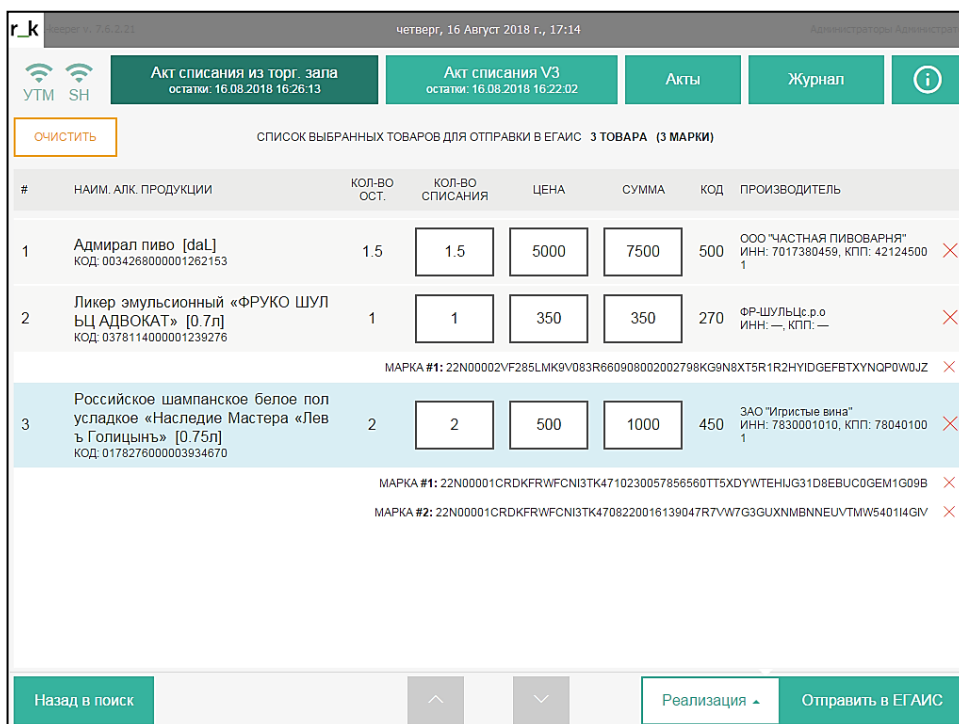 r_k Keeper v. 7.6.2.21 четверг, 16 Август 2018 г., 17:14
УТМ SH Акт списания из торг. зала Акт списания V3 Акты Журнал
остатки: 16.08.2018 16:26:13 остатки: 16.08.2018 16:22:02
ОЧИСТИТЬ СПИСОК ВЫБРАННЫХ ТОВАРОВ ДЛЯ ОТПРАВКИ В ЕГАИС 3 ТОВАРА (3 МАРКИ)
# НАИМ. АЛК. ПРОДУКЦИИ КОЛ-ВО ОСТ. КОЛ-ВО СПИСАНИЯ ЦЕНА СУММА КОД ПРОИЗВОДИТЕЛЬ
1 Адмирал пиво [daL] 1.5 1.5 5000 7500 500 ООО "ЧАСТНАЯ ПИВОВАРНЯ"
КОД: 0034268000001262153 ИНН: 7017380459, КПП: 42124500
1
Ликер эмульсионный «ФРУКО ШУЛ
2 ЬЦ АДВОКАТ» [0.7л] 1 1 350 350 270 ФР-ШУЛЬЦс.р.о
КОД: 0378114000001239276 ИНН: —, КПП: —
МАРКА #1: 22N00002VF285LMK9V083R660908002002798KG9N8XT5R1R2HYIDGEFBTXYNQP0W0JZ
Российское шампанское белое пол
3 усладкое «Наследие Мастера «Лев 2 2 500 1000 450 ЗАО "Игристые вина"
ъ Голицынъ» [0.75л] ИНН: 7830001010, КПП: 78040100
КОД: 0178276000003934670 1
МАРКА #1: 22N00001CRDKFRWFCNI3TK4710230057856560TT5XDYWTEHIJG31D8EBUC0GEM1G09B
МАРКА #2: 22N00001CRDKFRWFCNI3TK4708220016139047R7VW7G3GUXNMBNNEUVTMW5401I4GIV
Назад в поиск Реализация Отправить в ЕГАИС